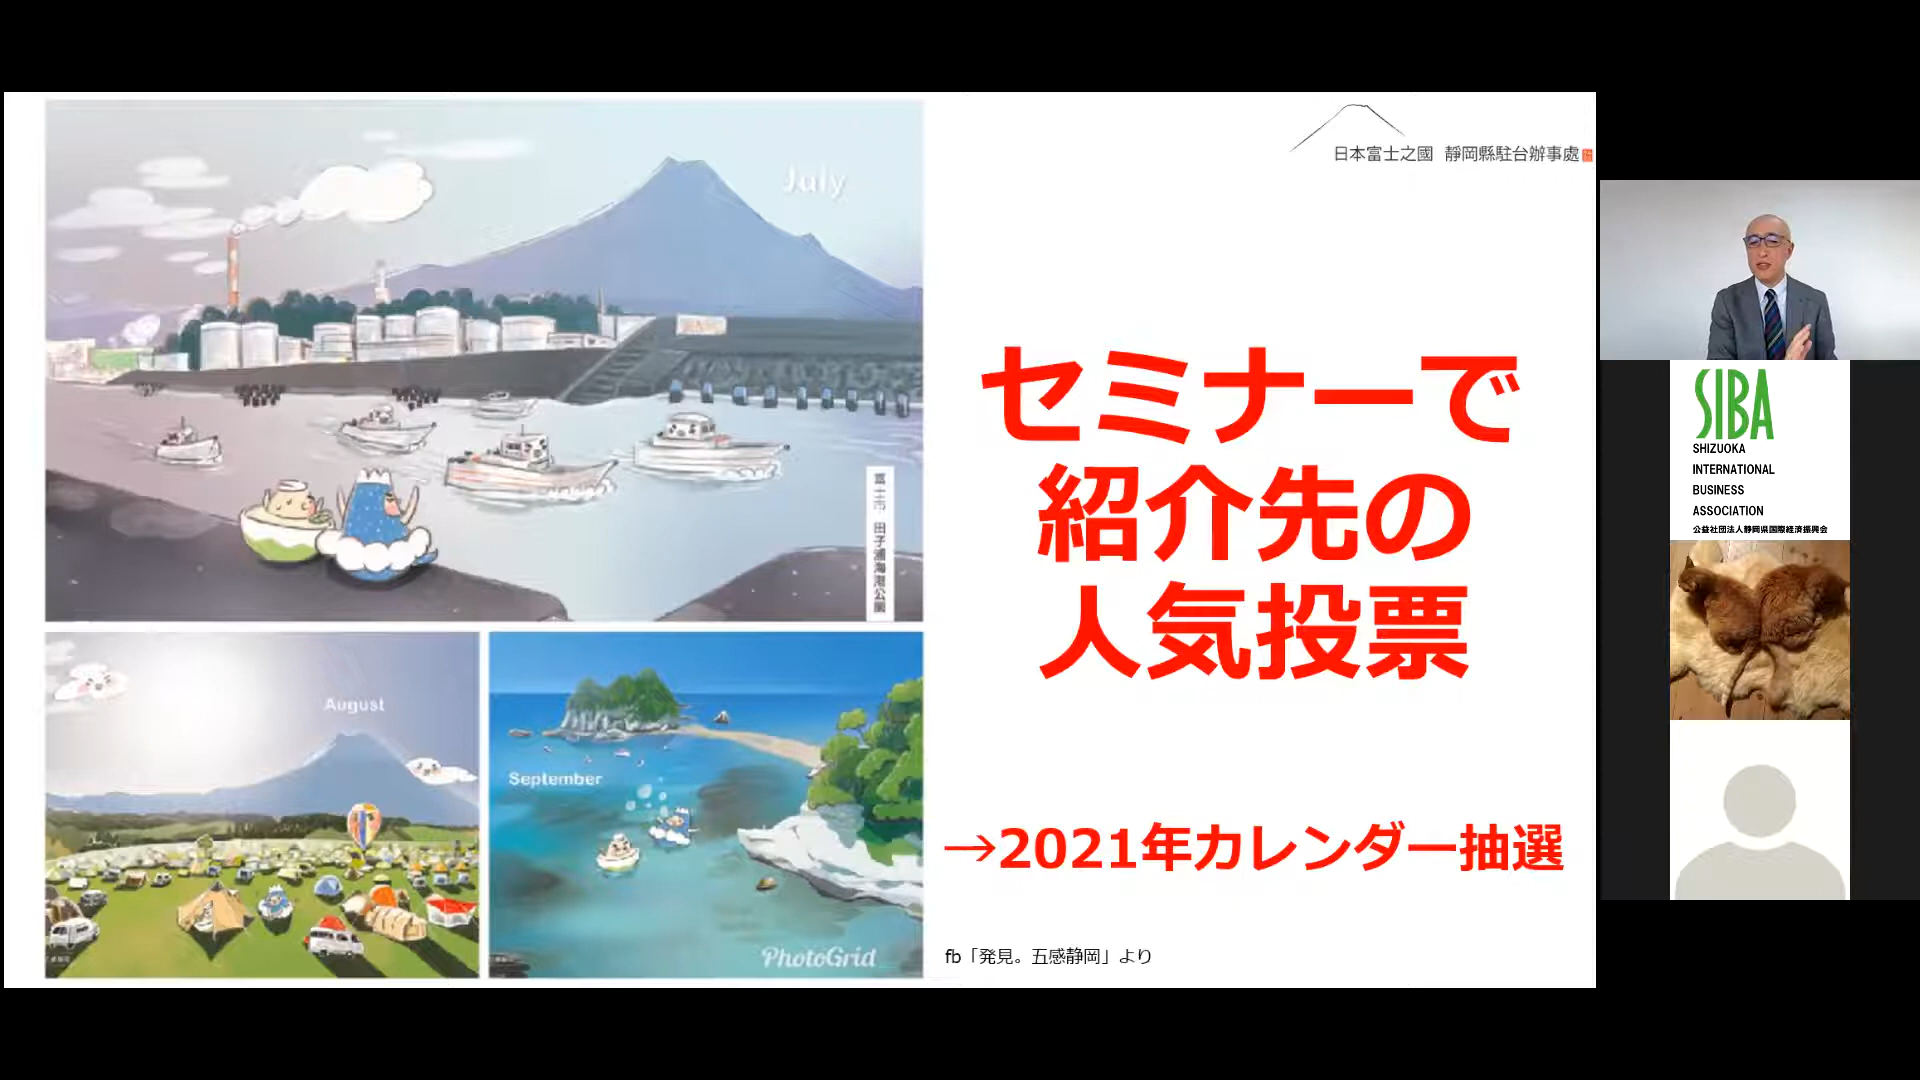 July
富士市 田子浦海港公園
August
September
PhotoGrid
日本富士之國 靜岡縣駐台辦事處
セミナーで
紹介先の
人気投票
→2021年カレンダー抽選
fb「発見。五感静岡」より
SIBA
SHIZUOKA
INTERNATIONAL
BUSINESS
ASSOCIATION
公益社団法人静岡県国際経済振興会